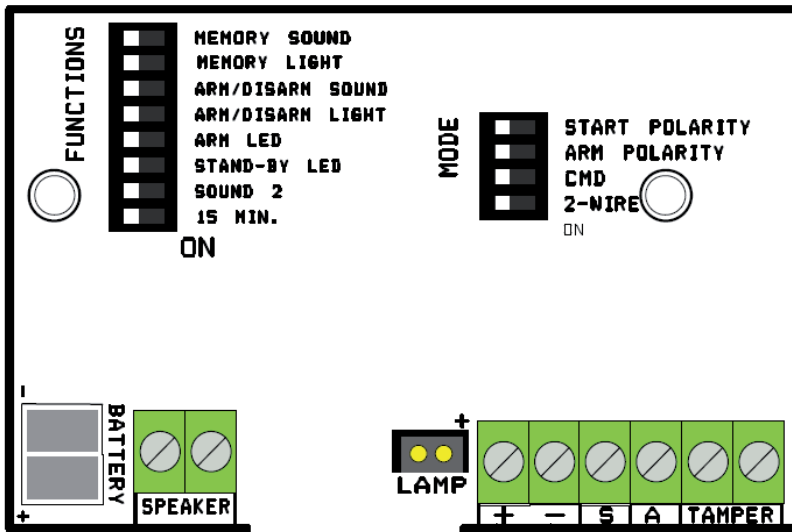 FUNCTIONS
MEMORY SOUND
MEMORY LIGHT
ARM/DISARM SOUND
ARM/DISARM LIGHT
ARM LED
STAND-BY LED
SOUND 2
15 MIN.
ON
MODE
START POLARITY
ARM POLARITY
CMD
2-WIRE
ON
-
BATTERY
+
SPEAKER
+
LAMP
+ - S A TAMPER